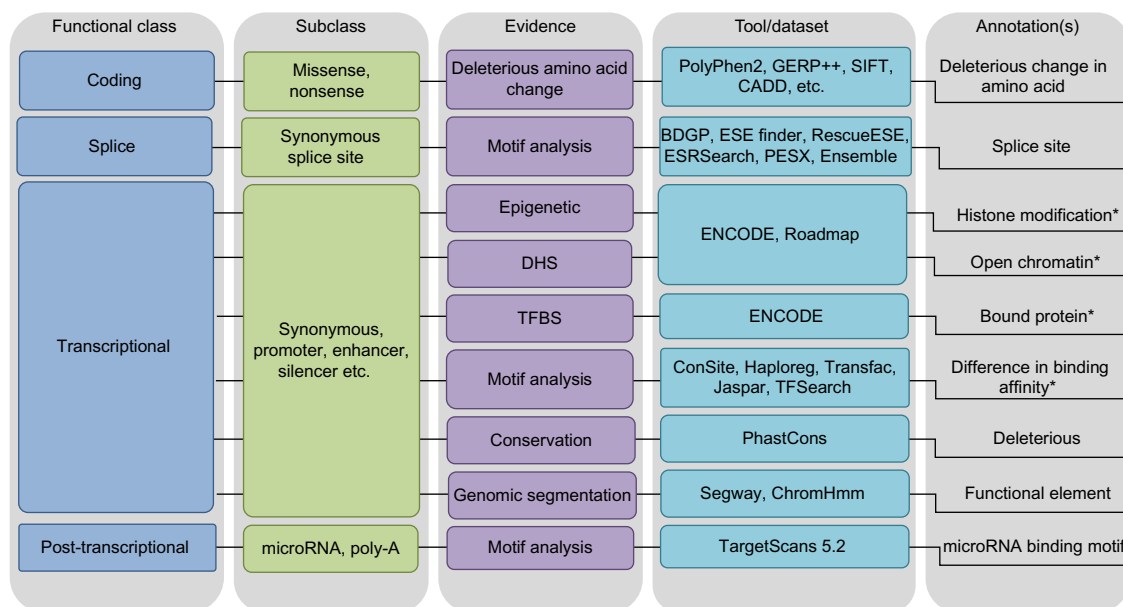 Functional class
Subclass
Evidence
Tool/dataset
Annotation(s)
Coding
Missense,
nonsense
Deleterious amino acid
change
PolyPhen2, GERP++, SIFT,
CADD, etc.
Deleterious change in
amino acid
Splice
Synonymous
splice site
Motif analysis
BDGP, ESE finder, RescueESE,
ESRSearch, PESX, Ensemble
Splice site
Transcriptional
Synonymous,
promoter, enhancer,
silencer etc.
Epigenetic
ENCODE, Roadmap
Histone modification*
DHS
Open chromatin*
TFBS
ENCODE
Bound protein*
Motif analysis
ConSite, Haploreg, Transfac,
Jaspar, TFSearch
Difference in binding
affinity*
Conservation
PhastCons
Deleterious
Genomic segmentation
Segway, ChromHmm
Functional element
Post-transcriptional
microRNA, poly-A
Motif analysis
TargetScans 5.2
microRNA binding motif